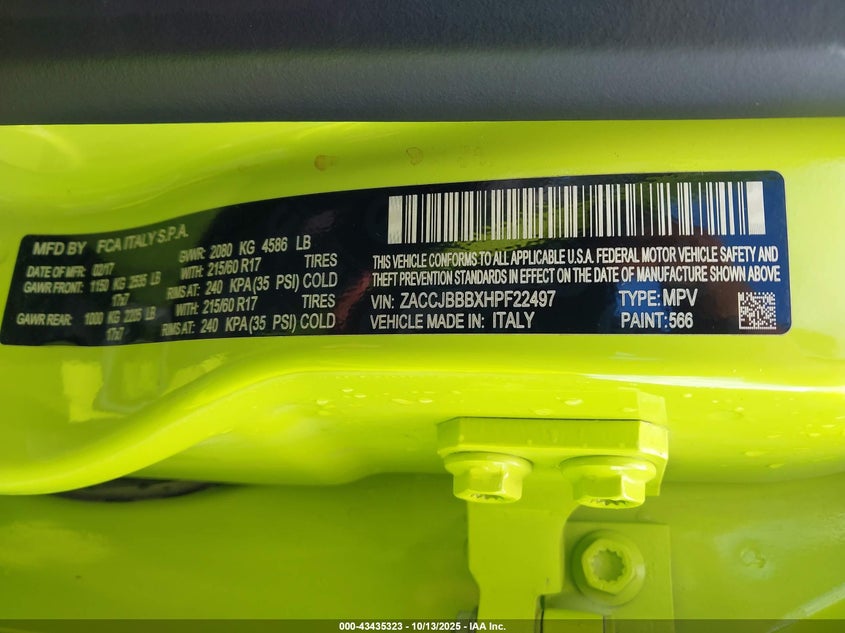 MFD BY FCA ITALY S.P.A.
GVWR: 2080 KG 4586 LB
DATE OF MFR 02/17 WITH: 215/60 R17 TIRES
GAWR FRONT: 1150 KG 2535 LB RIMS AT: 240 KPA(35 PSI) COLD
17x7 WITH: 215/60 R17 TIRES
GAWR REAR: 1000 KG 2205 LB RIMS AT: 240 KPA(35 PSI) COLD
17x7
THIS VEHICLE CONFORMS TO ALL APPLICABLE U.S.A. FEDERAL MOTOR VEHICLE SAFETY AND
THEFT PREVENTION STANDARDS IN EFFECT ON THE DATE OF MANUFACTURE SHOWN ABOVE
VIN: ZACCJBBBXHPF22497 TYPE: MPV
VEHICLE MADE IN: ITALY PAINT: 566
000-43435323 - 10/13/2025 - IAA Inc.